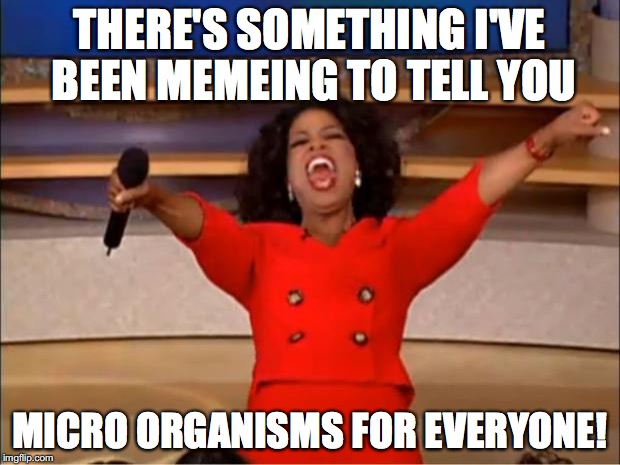 THERE'S SOMETHING I'VE
BEEN MEMEING TO TELL YOU
MICRO ORGANISMS FOR EVERYONE!
imgflip.com